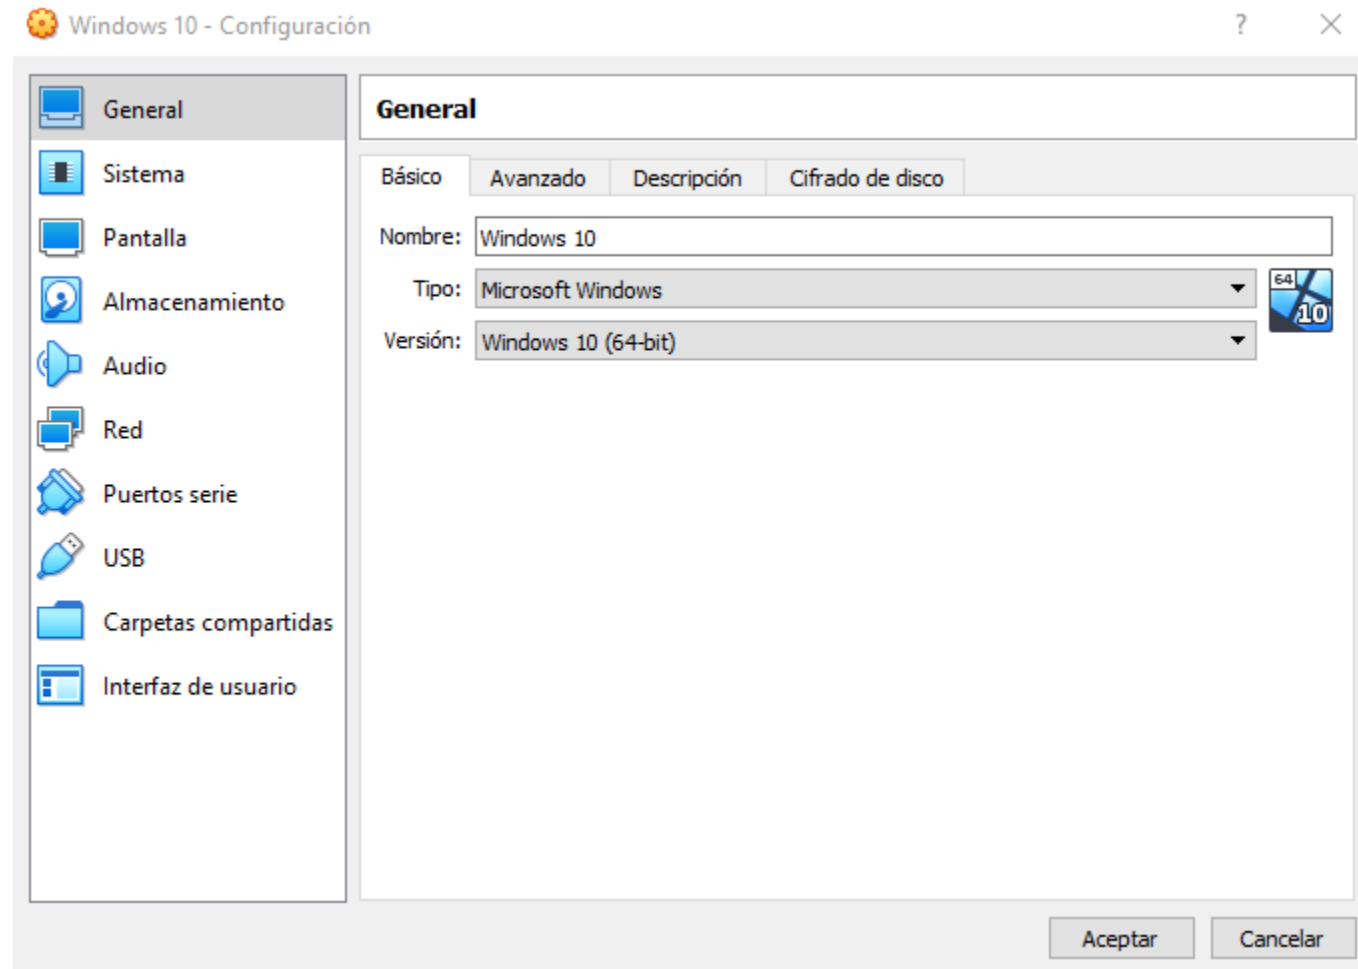 Windows 10 - Configuración ?
General
Sistema
Pantalla
Almacenamiento
Audio
Red
Puertos serie
USB
Carpetas compartidas
Interfaz de usuario
General
Básico Avanzado Descripción Cifrado de disco
Nombre: Windows 10
Tipo: Microsoft Windows
64
10
Versión: Windows 10 (64-bit)
Aceptar Cancelar